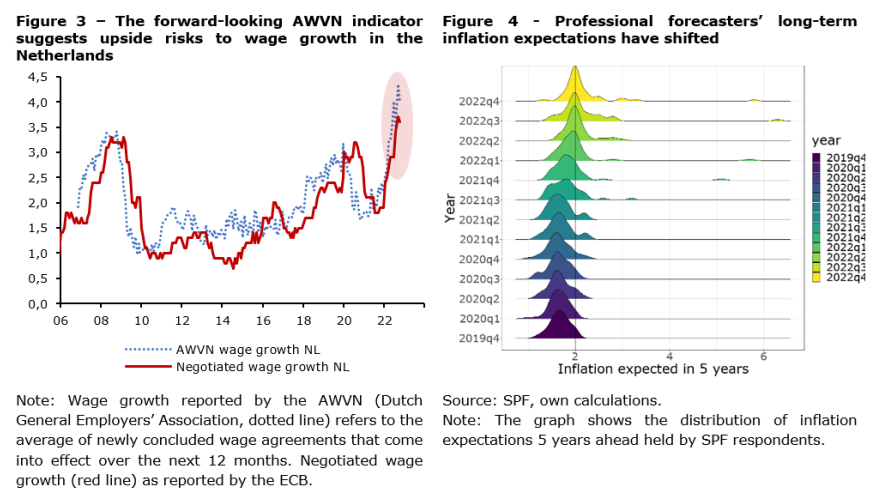 Figure 3 – The forward-looking AWVN indicator
suggests upside risks to wage growth in the
Netherlands
4,5
4,0
3,5
3,0
2,5
2,0
1,5
1,0
0,5
0,0
06
08
10
12
14
16
18
20
22
AWVN wage growth NL
Negotiated wage growth NL
Note: Wage growth reported by the AWVN (Dutch
General Employers’ Association, dotted line) refers to the
average of newly concluded wage agreements that come
into effect over the next 12 months. Negotiated wage
growth (red line) as reported by the ECB.
Figure 4 - Professional forecasters’ long-term
inflation expectations have shifted
Year
2022q4
2022q3
2022q2
2022q1
2021q4
2021q3
2021q2
2021q1
2020q4
2020q3
2020q2
2020q1
2019q4
2
4
6
Inflation expected in 5 years
year
2019q4
2020q1
2020q2
2020q3
2020q4
2021q1
2021q2
2021q3
2021q4
2022q1
2022q2
2022q3
2022q4
Source: SPF, own calculations.
Note: The graph shows the distribution of inflation
expectations 5 years ahead held by SPF respondents.